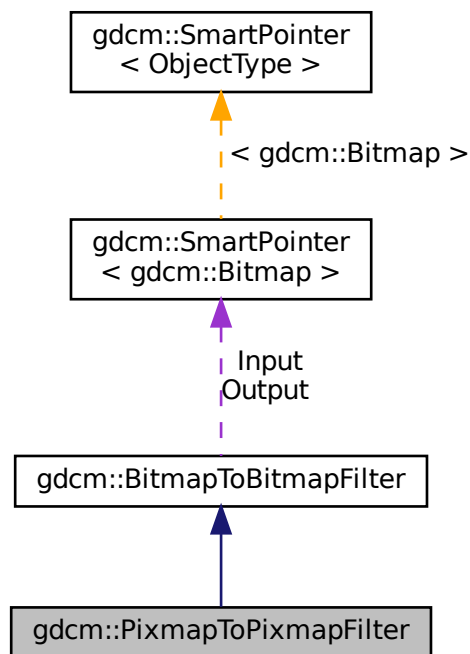 gdcm::SmartPointer
< ObjectType >
< gdcm::Bitmap >
gdcm::SmartPointer
< gdcm::Bitmap >
Input
Output
gdcm::BitmapToBitmapFilter
gdcm::PixmapToPixmapFilter